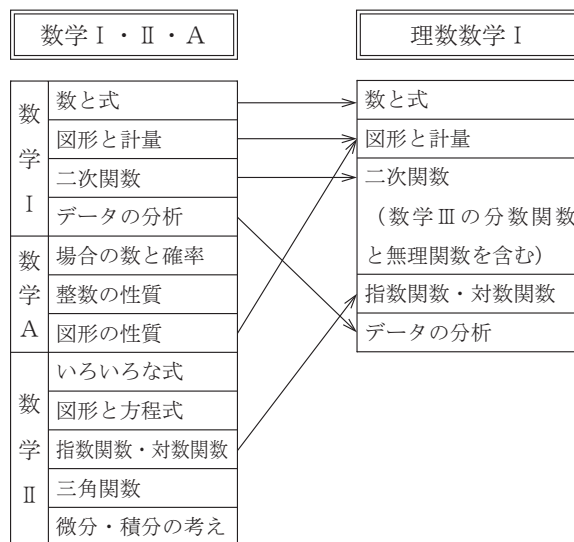 数学Ⅰ・Ⅱ・A
理数数学Ⅰ
数学Ⅰ
数と式
図形と計量
二次関数
データの分析
数学A
場合の数と確率
整数の性質
図形の性質
数学Ⅱ
いろいろな式
図形と方程式
指数関数・対数関数
三角関数
微分・積分の考え
数と式
図形と計量
二次関数
（数学Ⅲの分数関数
と無理関数を含む）
指数関数・対数関数
データの分析